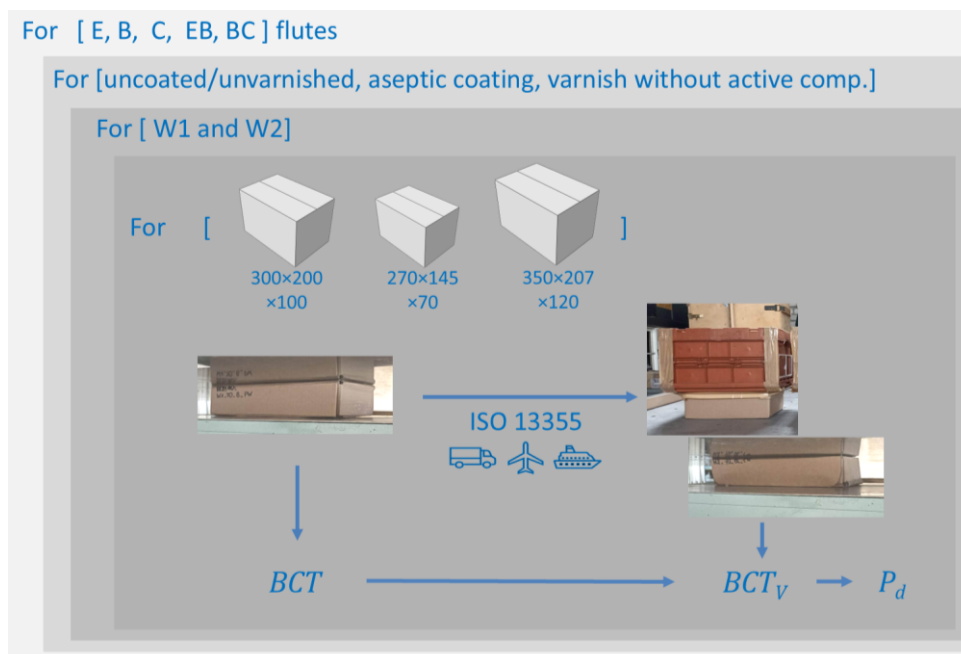 For [ E, B, C, EB, BC ] flutes
For [uncoated/unvarnished, aseptic coating, varnish without active comp.]
For [ W1 and W2]
For [ ]
300×200
×100
270×145
×70
350×207
×120
ISO 13355
BCT
BCT_V
P_d